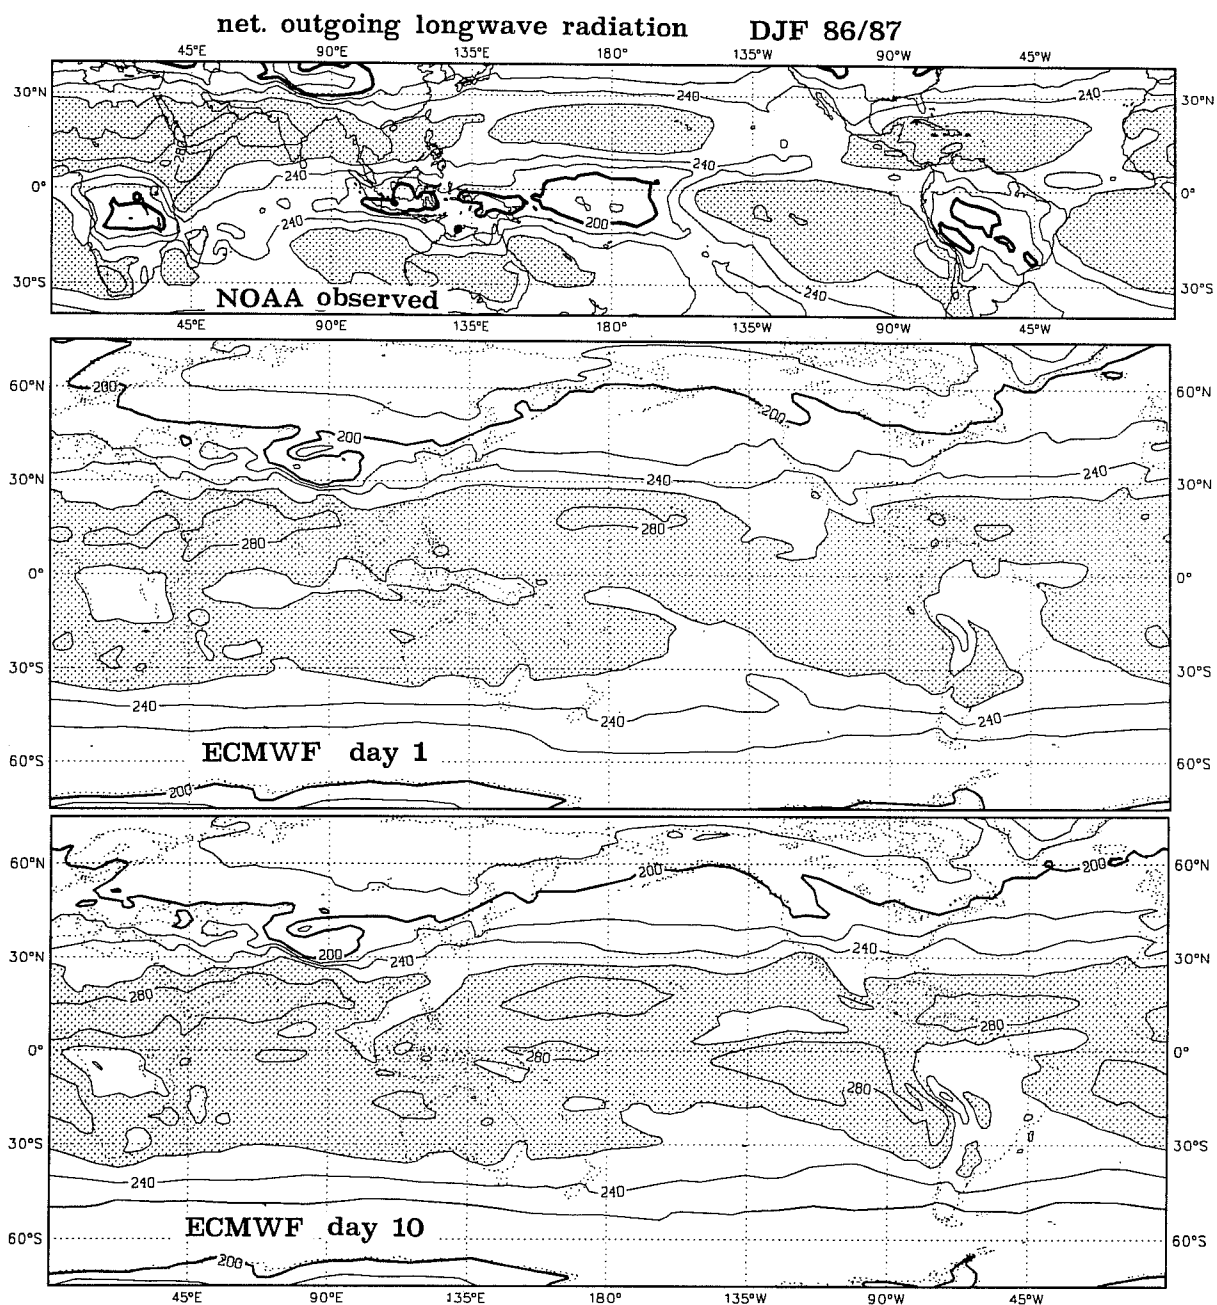 net. outgoing longwave radiation DJF 86/87
45°E 90°E 135°E 180° 135°W 90°W 45°W
30°N 240 240 30°N
280
240 240
0° 0°
240 200
30°S 240 30°S
NOAA observed
45°E 90°E 135°E 180° 135°W 90°W 45°W
60°N 200 200 60°N
200
30°N 240 240 30°N
280 280
0° 0°
30°S 30°S
240 240 240
ECMWF day 1
60°S 60°S
200
60°N 200 200 60°N
30°N 200 240 240 30°N
280 280
0° 280 0°
280
30°S 30°S
240 240
ECMWF day 10
60°S 60°S
200
45°E 90°E 135°E 180° 135°W 90°W 45°W